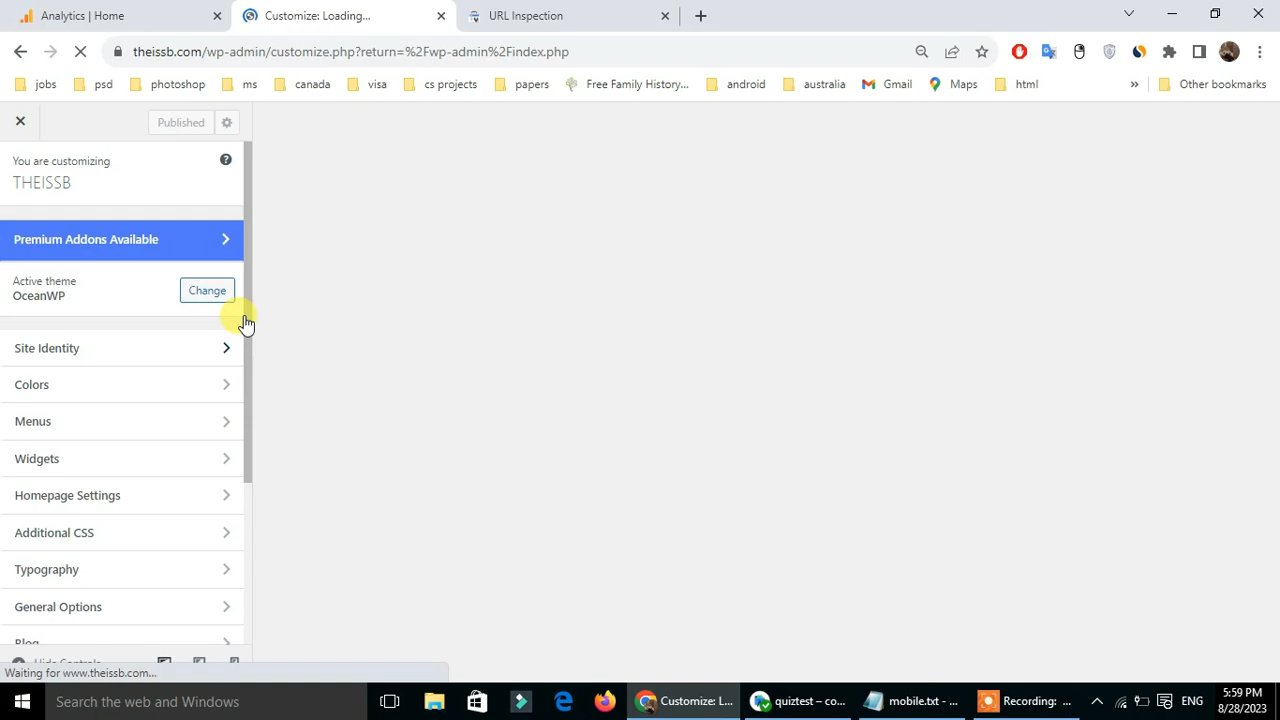 Analytics | Home
Customize: Loading...
URL Inspection
theissb.com/wp-admin/customize.php?return=%2Fwp-admin%2Findex.php
jobs
psd
photoshop
ms
canada
visa
cs projects
papers
Free Family History...
android
australia
Gmail
Maps
html
»
Other bookmarks
Published
You are customizing
THEISSB
Premium Addons Available
Active theme
OceanWP
Change
Site Identity
Colors
Menus
Widgets
Homepage Settings
Additional CSS
Typography
General Options
Blog
Hide Controls
Waiting for www.theissb.com...
Search the web and Windows
Customize: L...
quiztest – co...
mobile.txt - ...
Recording: ...
ENG
5:59 PM
8/28/2023